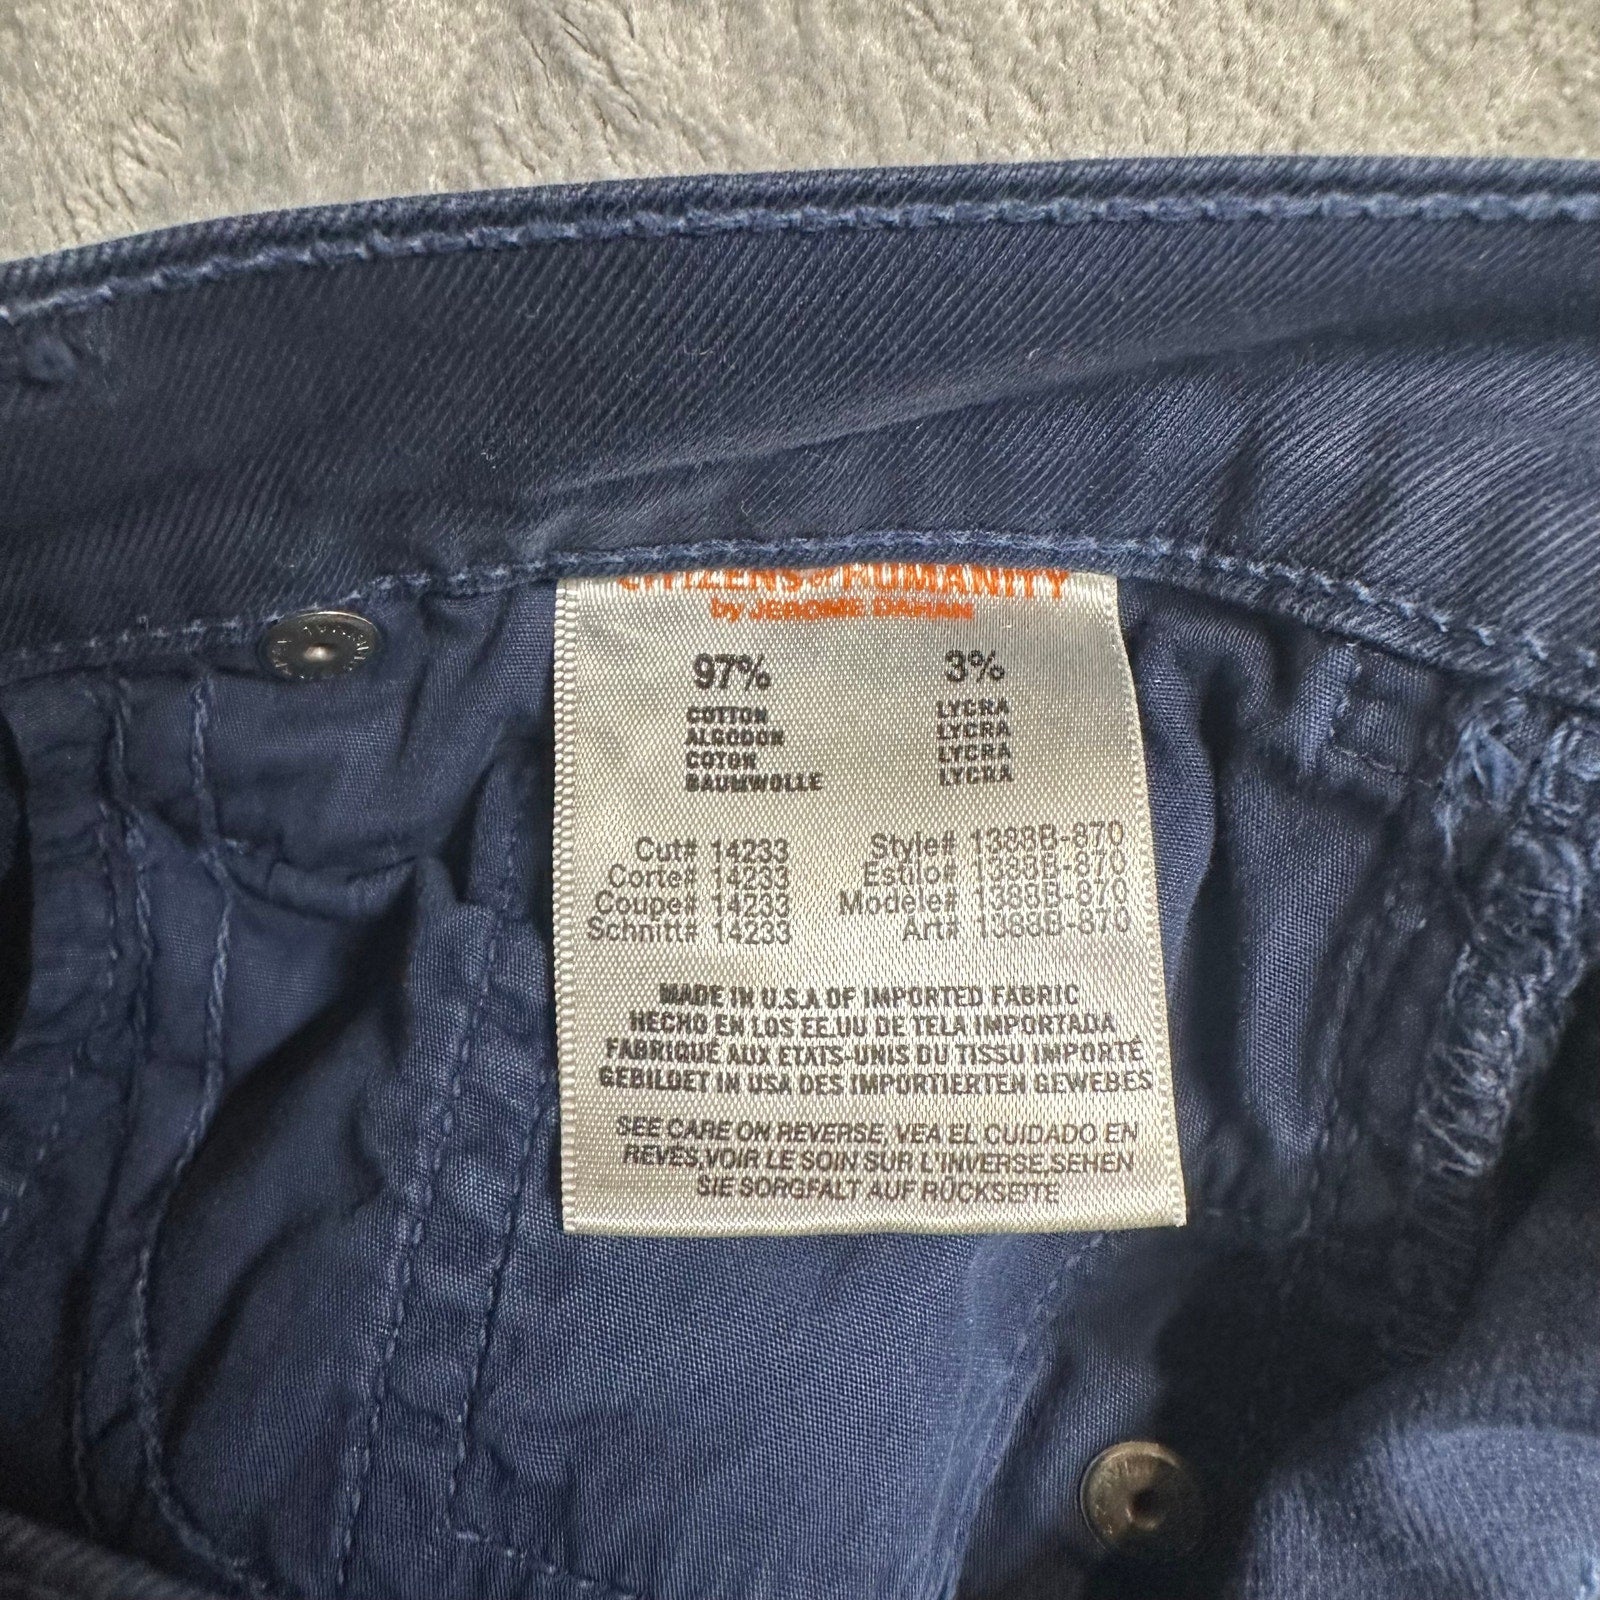 CITIZENS of HUMANITY
by JEROME DAHAN
97% 3%
COTTON LYCRA
ALGODON LYCRA
COTON LYCRA
BAUMWOLLE LYCRA
Cut# 14233 Style# 1388B-870
Corte# 14233 Estilo# 1388B-870
Coupe# 14233 Modele# 1388B-870
Schnitt# 14233 Art# 1388B-870
MADE IN U.S.A OF IMPORTED FABRIC
HECHO EN LOS EE.UU DE TELA IMPORTADA
FABRIQUÉ AUX ETATS-UNIS DU TISSU IMPORTÉ
GEBILDET IN USA DES IMPORTIERTEN GEWEBES
SEE CARE ON REVERSE, VEA EL CUIDADO EN
REVES,VOIR LE SOIN SUR L'INVERSE,SEHEN
SIE SORGFALT AUF RÜCKSEITE